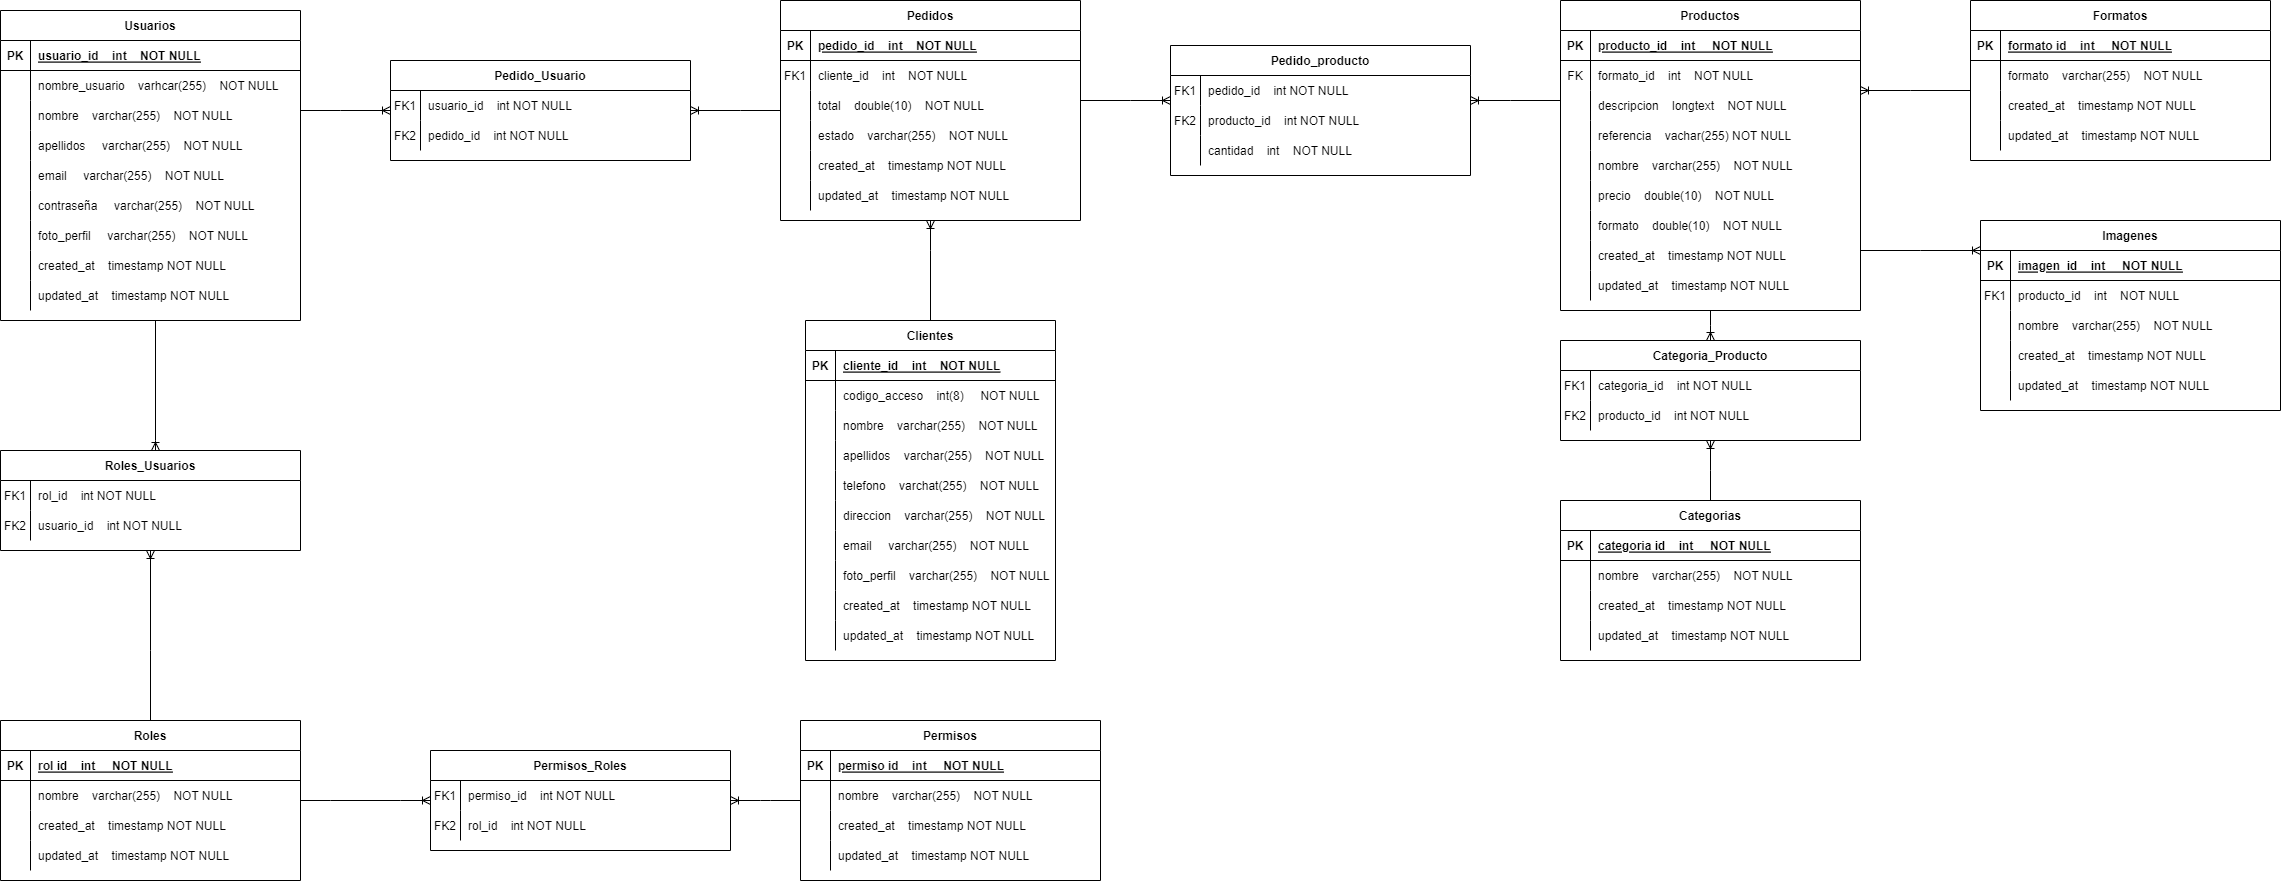 Usuarios
PK usuario_id int NOT NULL
nombre_usuario varhcar(255) NOT NULL
nombre varchar(255) NOT NULL
apellidos varchar(255) NOT NULL
email varchar(255) NOT NULL
contraseña varchar(255) NOT NULL
foto_perfil varchar(255) NOT NULL
created_at timestamp NOT NULL
updated_at timestamp NOT NULL
Pedido_Usuario
FK1 usuario_id int NOT NULL
FK2 pedido_id int NOT NULL
Pedidos
PK pedido_id int NOT NULL
FK1 cliente_id int NOT NULL
total double(10) NOT NULL
estado varchar(255) NOT NULL
created_at timestamp NOT NULL
updated_at timestamp NOT NULL
Pedido_producto
FK1 pedido_id int NOT NULL
FK2 producto_id int NOT NULL
cantidad int NOT NULL
Productos
PK producto_id int NOT NULL
FK formato_id int NOT NULL
descripcion longtext NOT NULL
referencia vachar(255) NOT NULL
nombre varchar(255) NOT NULL
precio double(10) NOT NULL
formato double(10) NOT NULL
created_at timestamp NOT NULL
updated_at timestamp NOT NULL
Formatos
PK formato id int NOT NULL
formato varchar(255) NOT NULL
created_at timestamp NOT NULL
updated_at timestamp NOT NULL
Imagenes
PK imagen_id int NOT NULL
FK1 producto_id int NOT NULL
nombre varchar(255) NOT NULL
created_at timestamp NOT NULL
updated_at timestamp NOT NULL
Clientes
PK cliente_id int NOT NULL
codigo_acceso int(8) NOT NULL
nombre varchar(255) NOT NULL
apellidos varchar(255) NOT NULL
telefono varchat(255) NOT NULL
direccion varchar(255) NOT NULL
email varchar(255) NOT NULL
foto_perfil varchar(255) NOT NULL
created_at timestamp NOT NULL
updated_at timestamp NOT NULL
Categoria_Producto
FK1 categoria_id int NOT NULL
FK2 producto_id int NOT NULL
Categorias
PK categoria id int NOT NULL
nombre varchar(255) NOT NULL
created_at timestamp NOT NULL
updated_at timestamp NOT NULL
Roles_Usuarios
FK1 rol_id int NOT NULL
FK2 usuario_id int NOT NULL
Roles
PK rol id int NOT NULL
nombre varchar(255) NOT NULL
created_at timestamp NOT NULL
updated_at timestamp NOT NULL
Permisos_Roles
FK1 permiso_id int NOT NULL
FK2 rol_id int NOT NULL
Permisos
PK permiso id int NOT NULL
nombre varchar(255) NOT NULL
created_at timestamp NOT NULL
updated_at timestamp NOT NULL